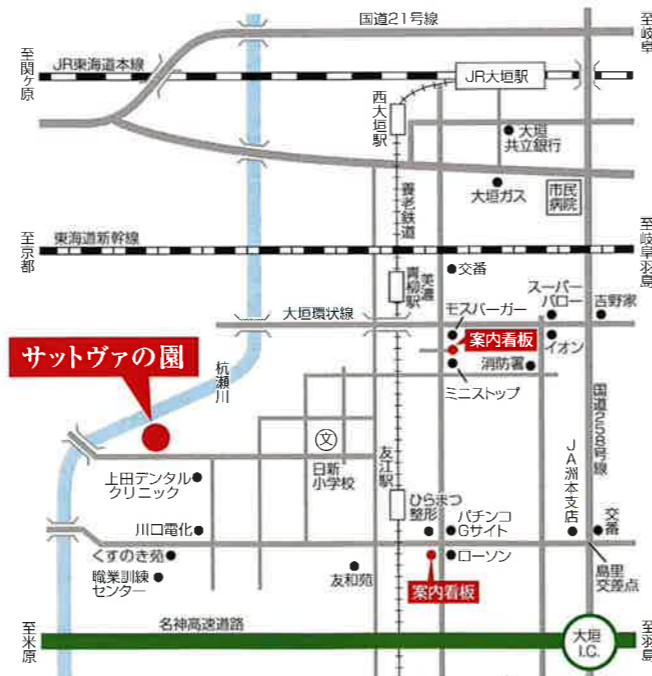 国道21号線
至岐阜
至関ヶ原
JR東海道本線
JR大垣駅
西大垣駅
大垣
共立銀行
養老鉄道
大垣ガス
市民
病院
至京都
東海道新幹線
至岐阜羽島
交番
美濃
青柳駅
スーパー
バロー
吉野家
モスバーガー
大垣環状線
案内看板
イオン
サットヴァの園
消防署
ミニストップ
杭瀬川
国道258号線
文
日新
小学校
友江駅
JA洲本支店
上田デンタル
クリニック
ひらまつ
整形
パチンコ
Gサイト
交番
川口電化
くすのき苑
ローソン
職業訓練
センター
友和苑
案内看板
島里
交差点
至米原
名神高速道路
大垣
I.C.
至羽島